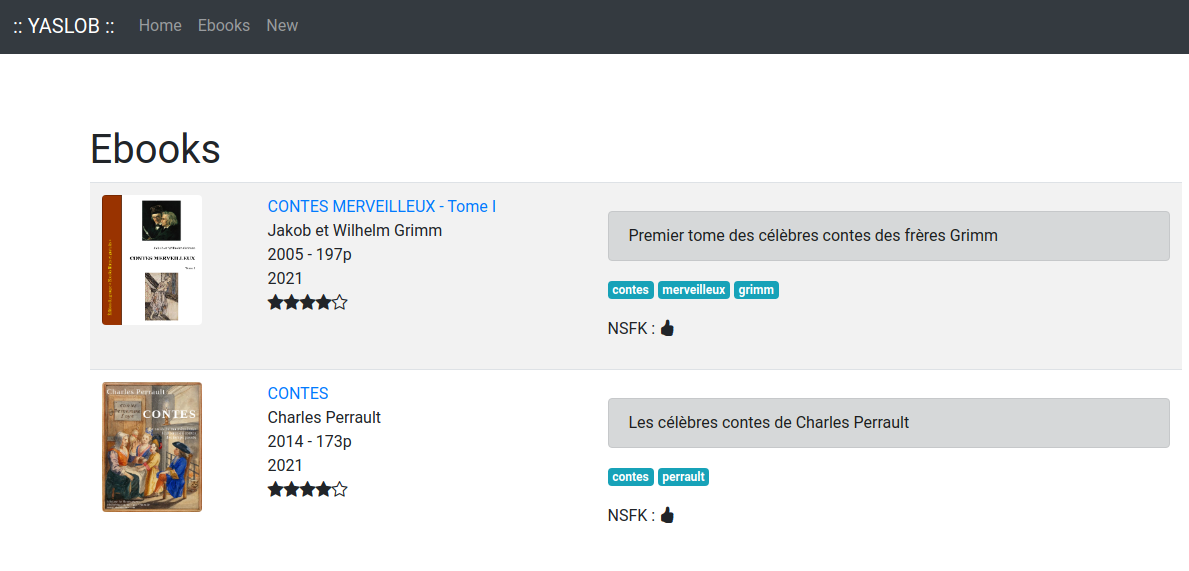 :: YASLOB :: Home Ebooks New
Ebooks
CONTES MERVEILLEUX
CONTES MERVEILLEUX - Tome I
Jakob et Wilhelm Grimm
2005 - 197p
2021
Premier tome des célèbres contes des frères Grimm
contes merveilleux grimm
NSFK :
Charles Perrault
CONTES
CONTES
Charles Perrault
2014 - 173p
2021
Les célèbres contes de Charles Perrault
contes perrault
NSFK :